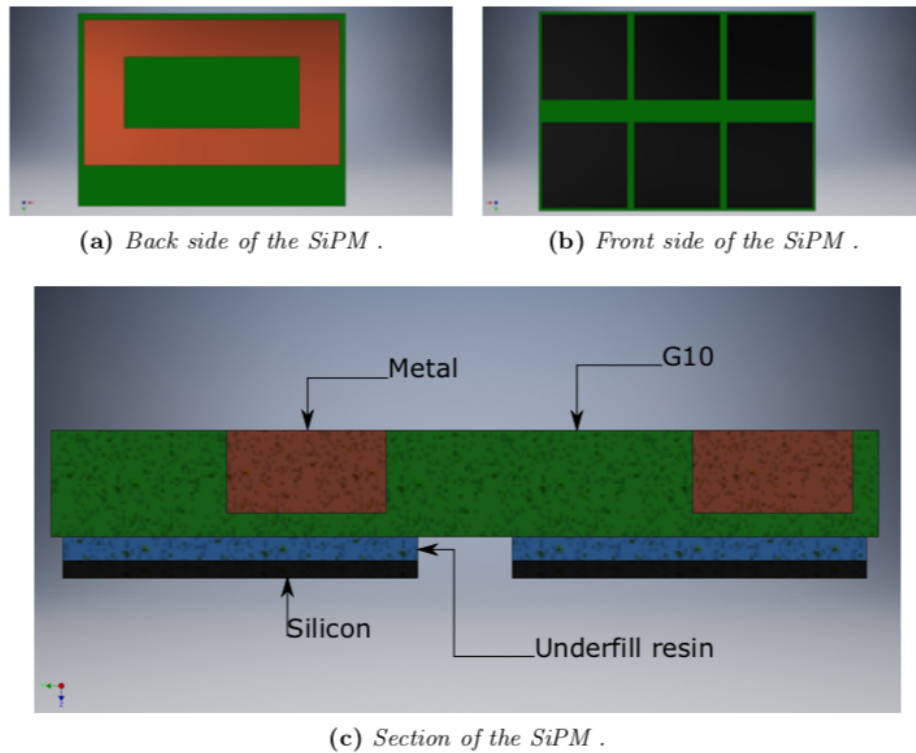 (a) Back side of the SiPM .
(b) Front side of the SiPM .
Metal
G10
Silicon
Underfill resin
(c) Section of the SiPM .